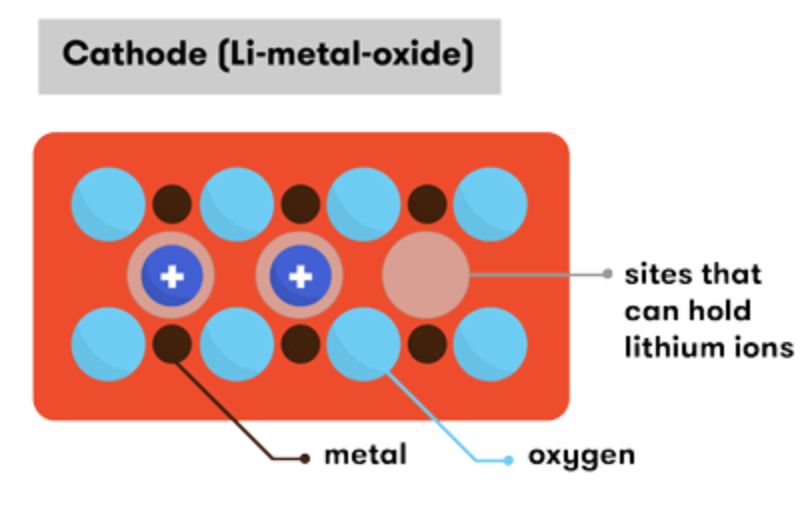 Cathode (Li-metal-oxide)
+ +
sites that
can hold
lithium ions
metal
oxygen